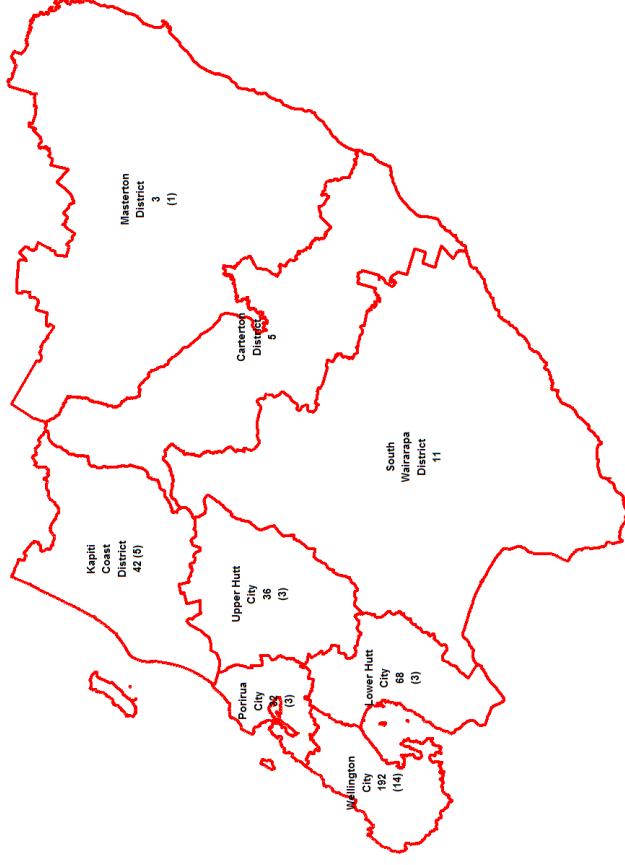 Masterton
District
3
(1)
Carterton
District
5
Kapiti
Coast
District
42 (5)
South
Wairarapa
District
11
Upper Hutt
City
36
(3)
Porirua
City
(3)
Lower Hutt
City
68
(3)
Wellington
City
192
(14)